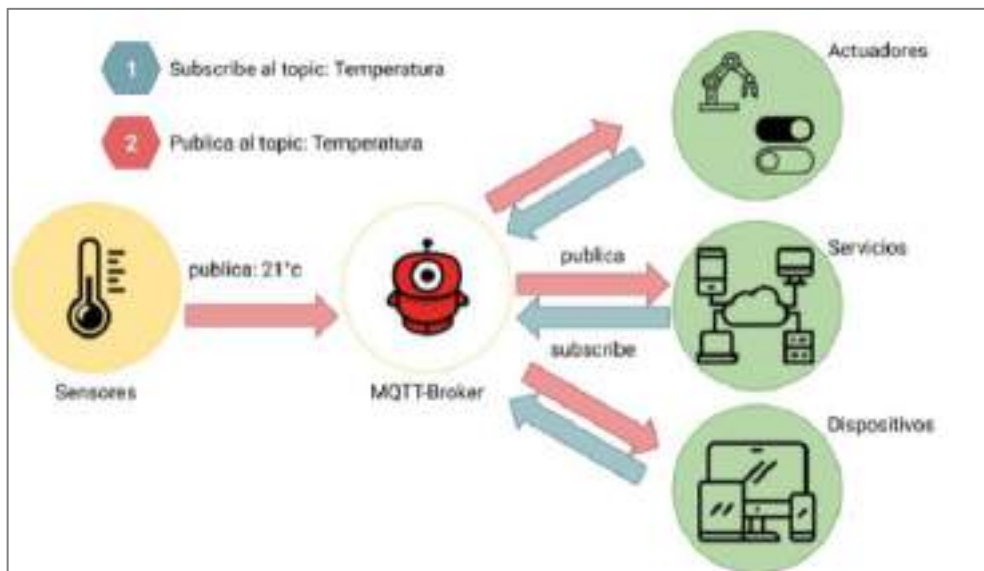 1
Subscribe al topic: Temperatura
2
Publica al topic: Temperatura
Actuadores
publica: 21°c
Sensores
MQTT-Broker
publica
subscribe
Servicios
Dispositivos